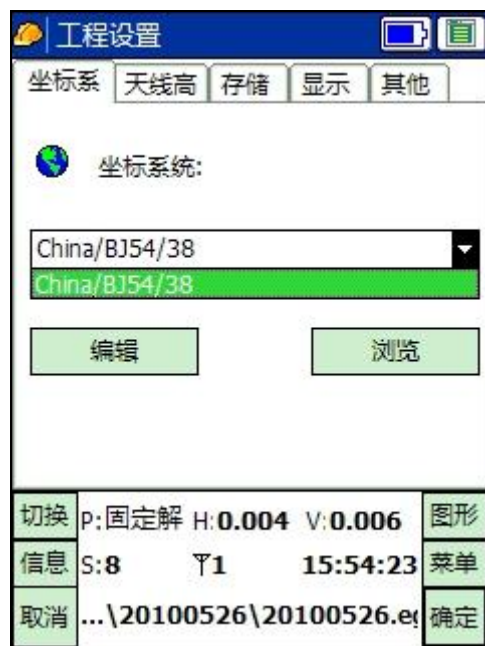 工程设置
坐标系 天线高 存储 显示 其他
坐标系统:
China/BJ54/38
China/BJ54/38
编辑 浏览
切换 P:固定解 H:0.004 V:0.006 图形
信息 S:8 1 15:54:23 菜单
取消 ...\20100526\20100526.eg 确定